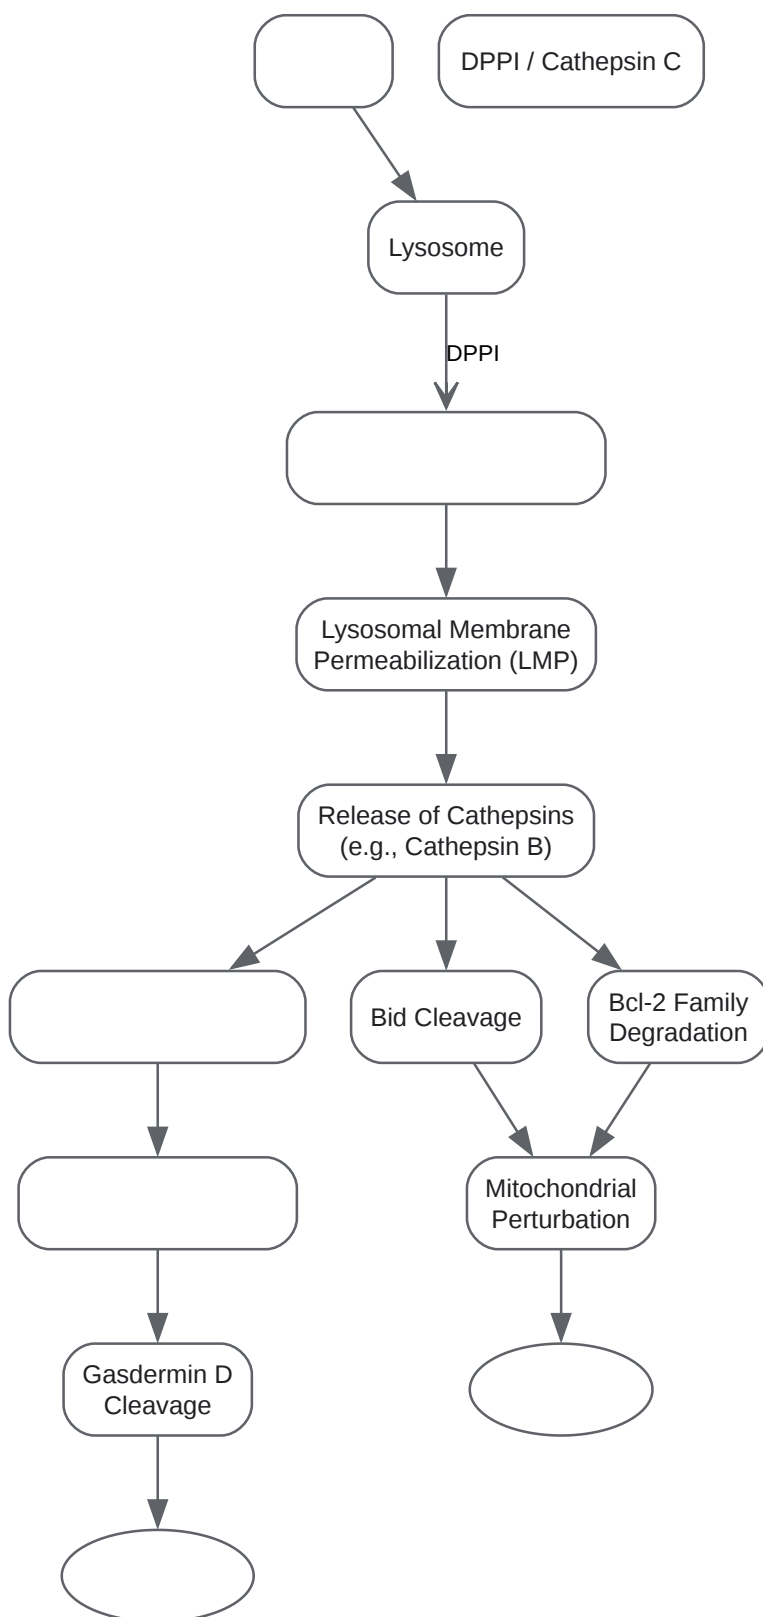 DPPI / Cathepsin C
Lysosome
DPPI
Lysosomal Membrane
Permeabilization (LMP)
Release of Cathepsins
(e.g., Cathepsin B)
Bid Cleavage
Bcl-2 Family
Degradation
Mitochondrial
Perturbation
Gasdermin D
Cleavage